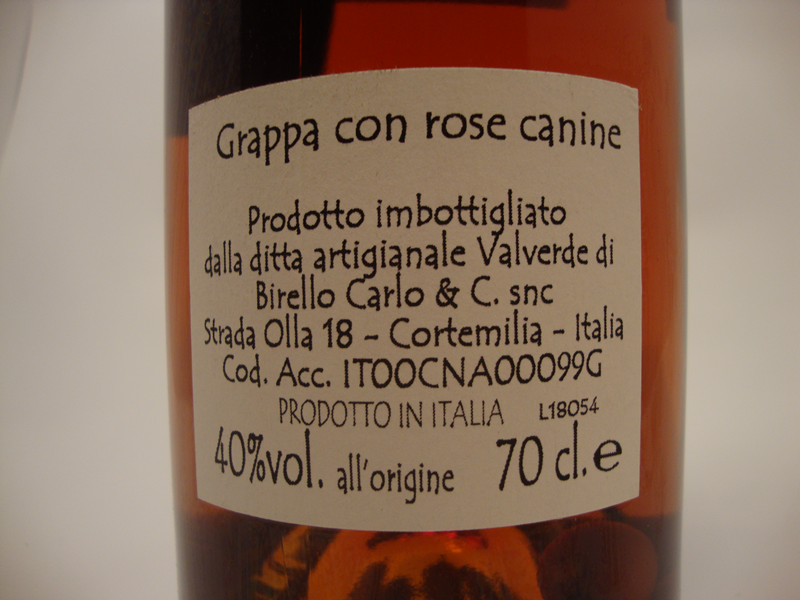 Grappa con rose canine
Prodotto imbottigliato
dalla ditta artigianale Valverde di
Birello Carlo & C. snc
Strada Olla 18 - Cortemilia - Italia
Cod. Acc. IT00CNA00099G
PRODOTTO IN ITALIA L18054
40%vol. all'origine 70 cl. e